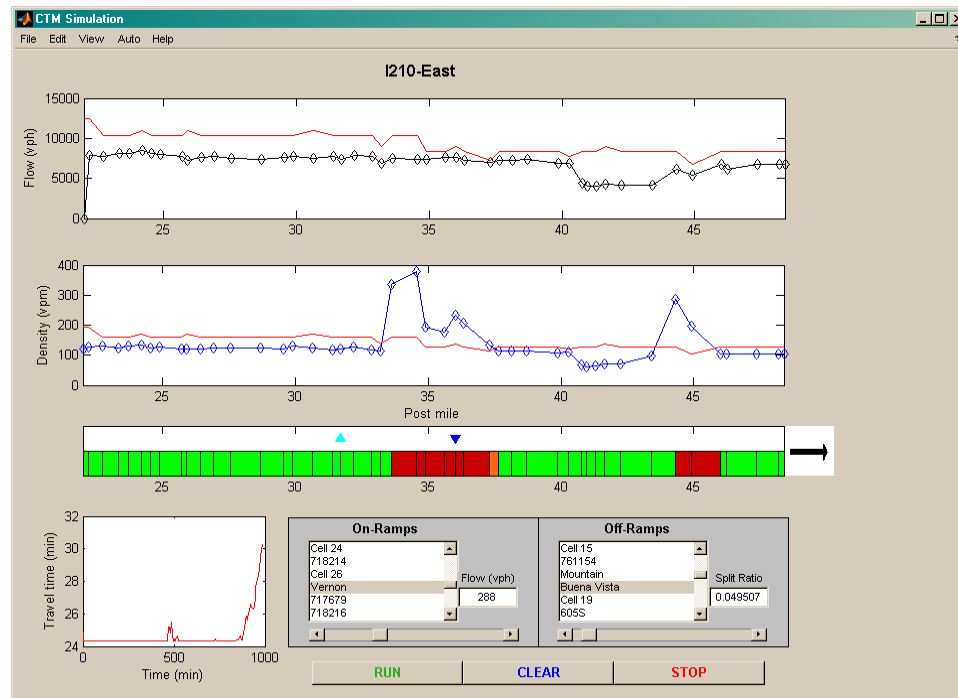 CTM Simulation
File Edit View Auto Help
I210-East
Flow (vph)
15000
10000
5000
0
25 30 35 40 45
Density (vpm)
400
300
200
100
0
25 30 35 40 45
Post mile
25 30 35 40 45
Travel time (min)
32
30
28
26
24
0 500 1000
Time (min)
On-Ramps
Cell 24
718214
Cell 26
Vernon
717679
718216
Flow (vph)
288
Off-Ramps
Cell 15
761154
Mountain
Buena Vista
Cell 19
605S
Split Ratio
0.049507
RUN CLEAR STOP